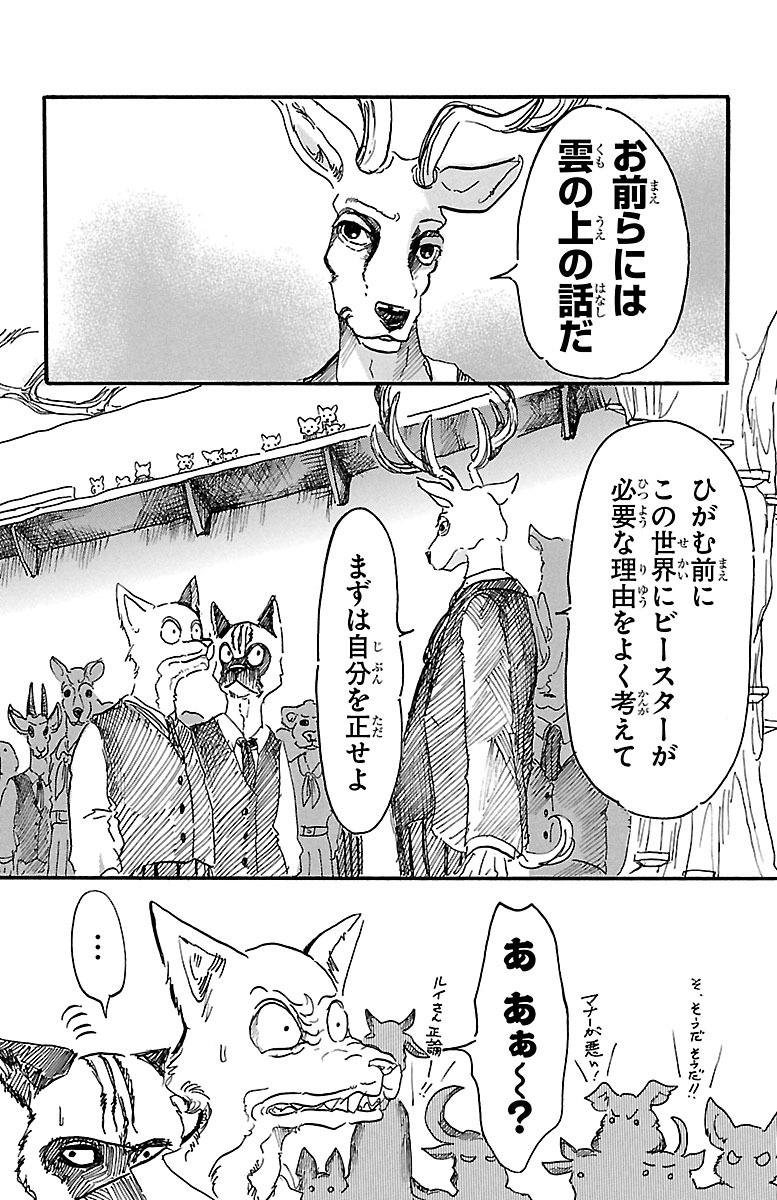 お前らには
雲の上の話だ
ひがむ前に
この世界にビースターが
必要な理由をよく考えて
まずは自分を正せよ
そ、そうだそうだ!!
マナーが悪い!
あ あぁ~?
ルイさん正論
…